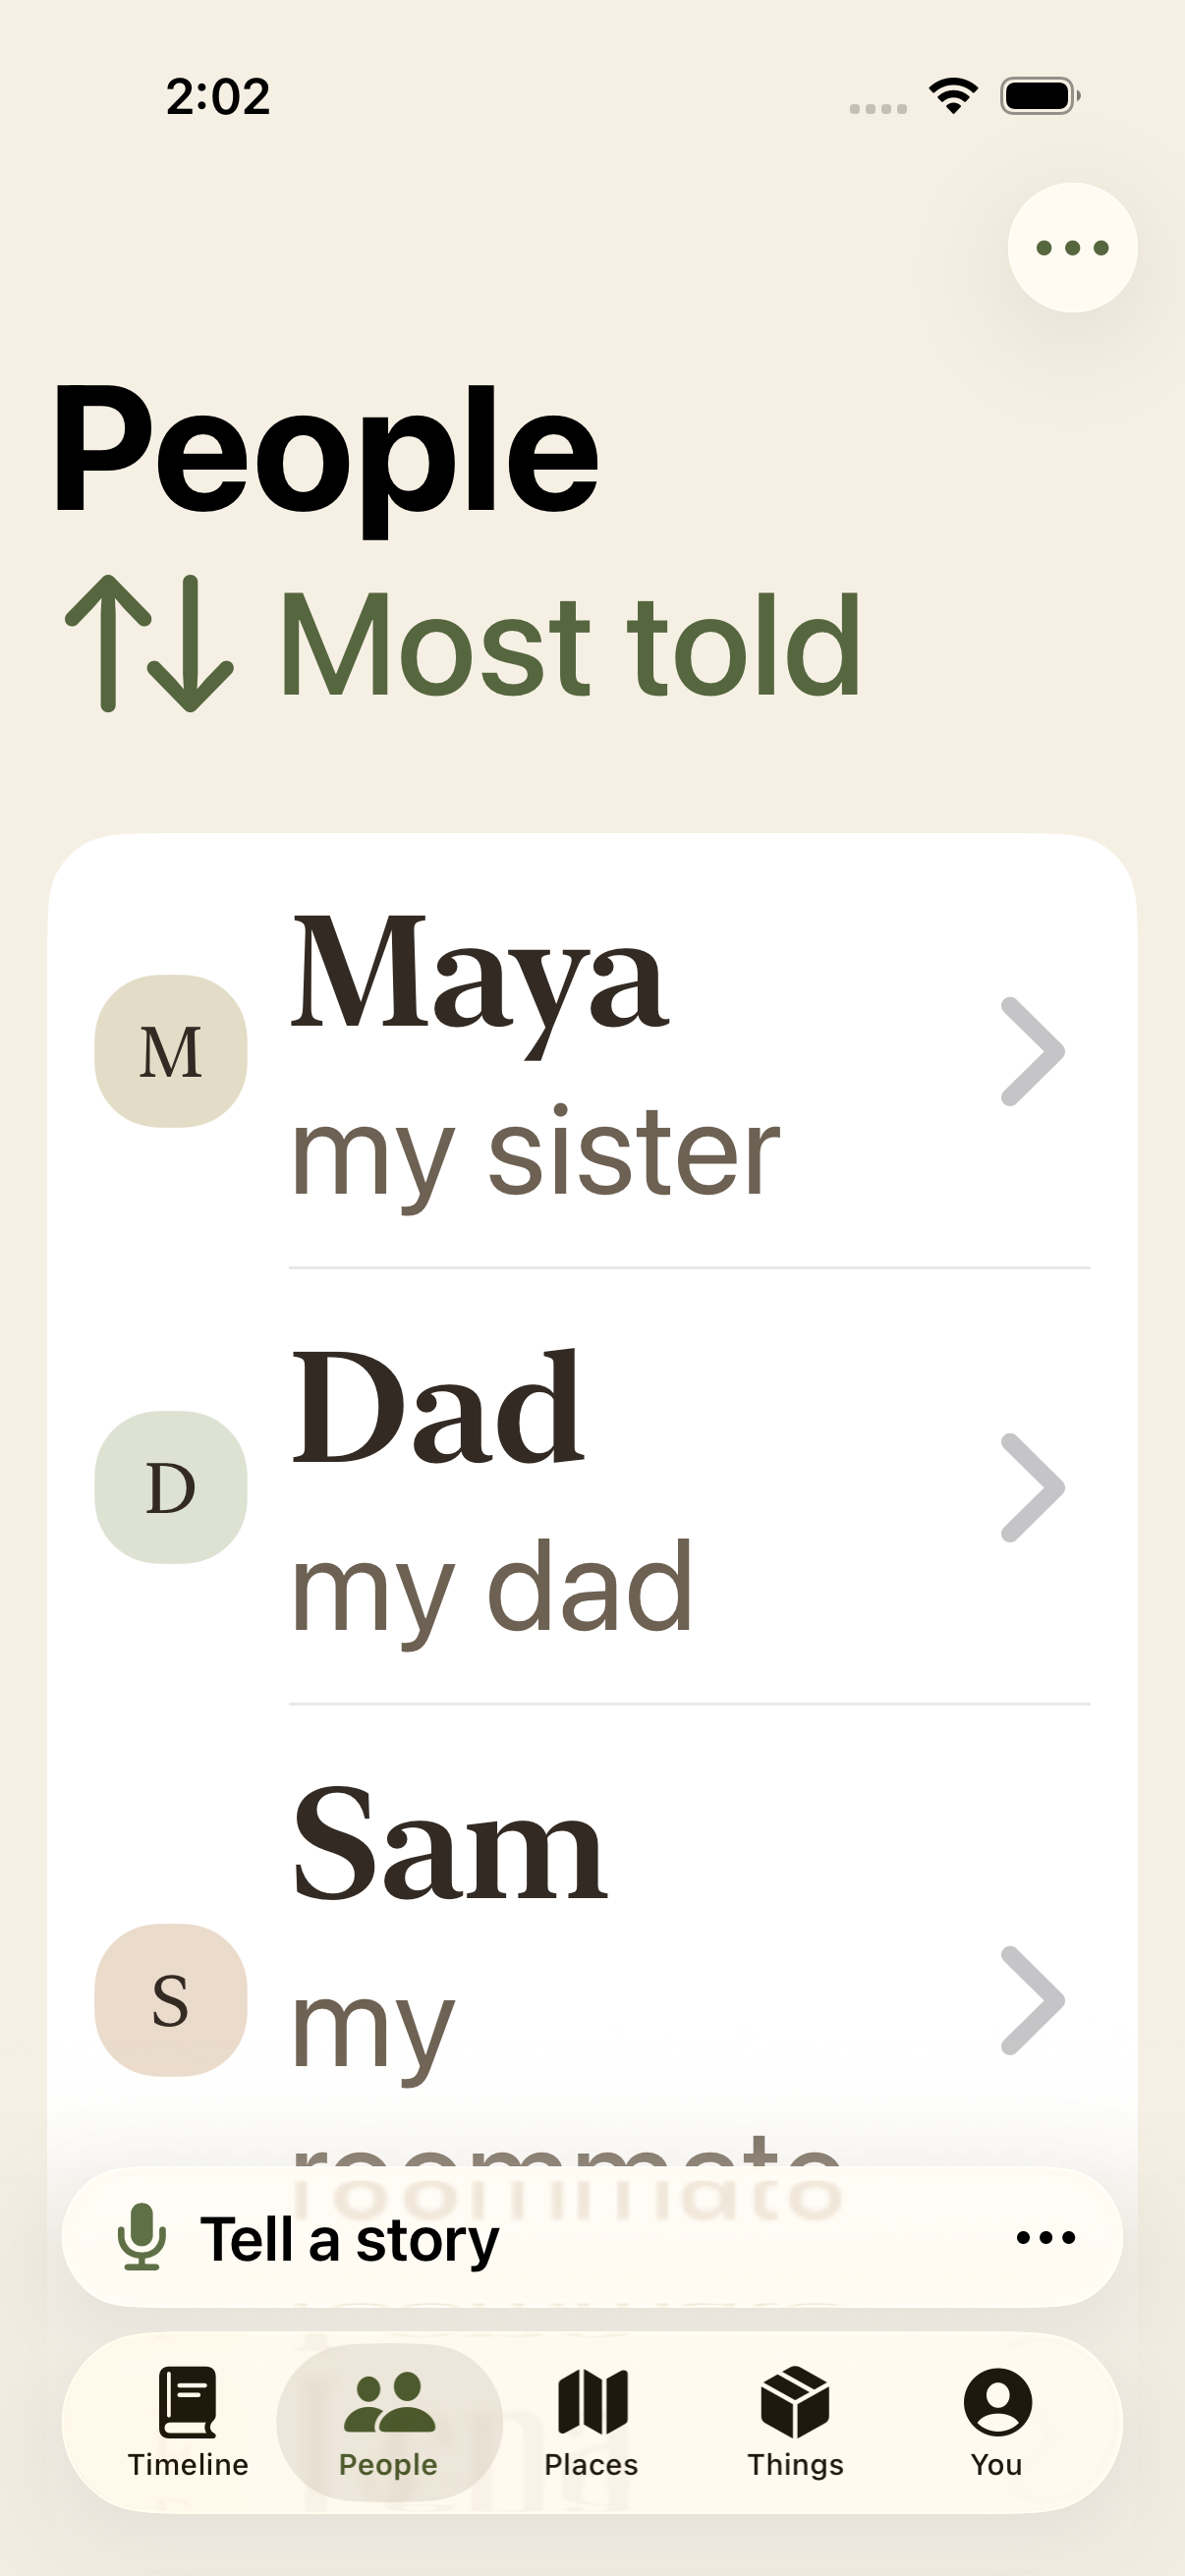 2:02
People
Most told
M
Maya
my sister
D
Dad
my dad
S
Sam
my
roommate
Tell a story
Timeline
People
Places
Things
You